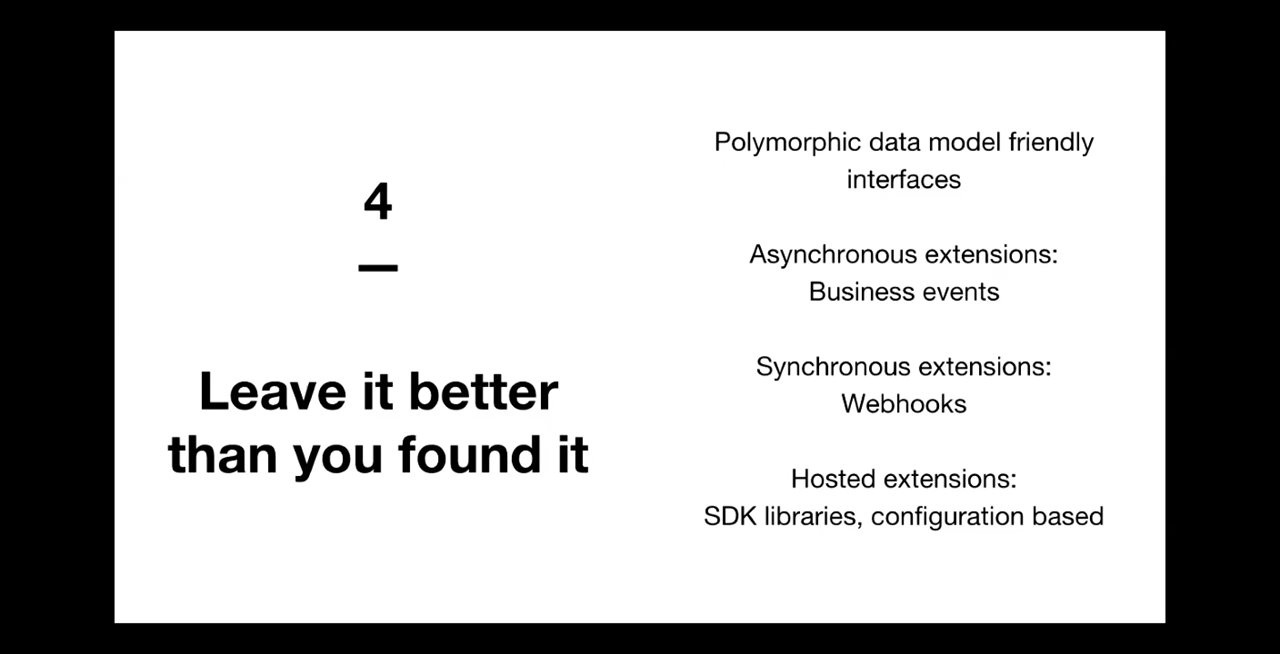 4
Leave it better
than you found it
Polymorphic data model friendly
interfaces
Asynchronous extensions:
Business events
Synchronous extensions:
Webhooks
Hosted extensions:
SDK libraries, configuration based